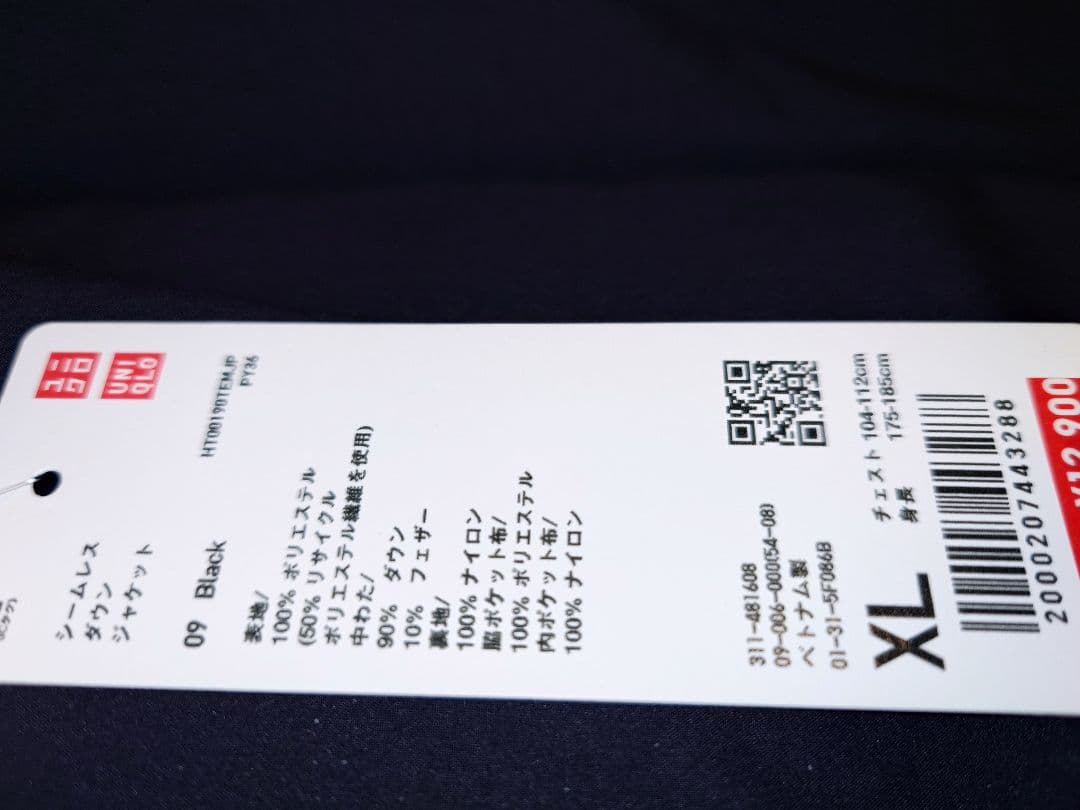 ユニ
クロ
UNI
QLO
HT00190TEMJP
PY36
シームレス
ダウン
ジャケット
09 Black
表地/
100% ポリエステル
(50% リサイクル
ポリエステル繊維を使用)
中わた/
90% ダウン
10% フェザー
裏地/
100% ナイロン
脇ポケット布/
100% ポリエステル
内ポケット布/
100% ナイロン
311-481608
09-006-000(54-08)
ベトナム製
01-31-5F086B
XL
チェスト 104-112cm
身長 175-185cm
2000207443288
¥12,900